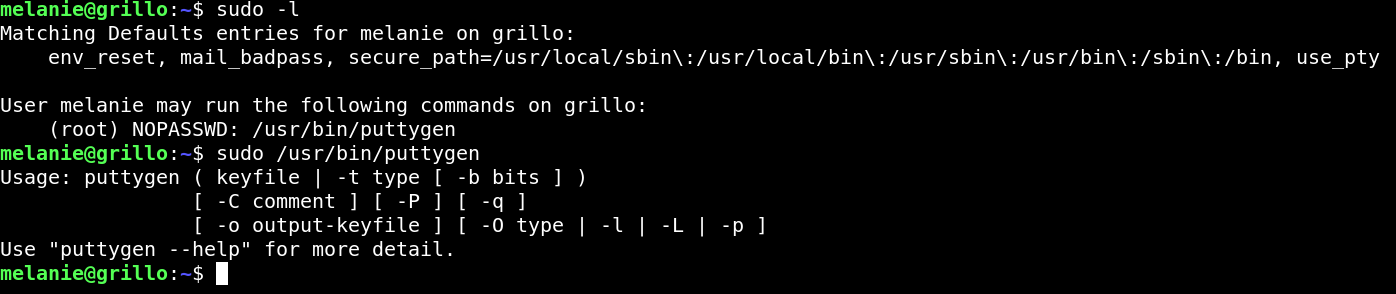 melanie@grillo:~$ sudo -l
Matching Defaults entries for melanie on grillo:
    env_reset, mail_badpass, secure_path=/usr/local/sbin\:/usr/local/bin\:/usr/sbin\:/usr/bin\:/sbin\:/bin, use_pty

User melanie may run the following commands on grillo:
    (root) NOPASSWD: /usr/bin/puttygen
melanie@grillo:~$ sudo /usr/bin/puttygen
Usage: puttygen ( keyfile | -t type [ -b bits ] )
                [ -C comment ] [ -P ] [ -q ]
                [ -o output-keyfile ] [ -O type | -l | -L | -p ]
Use "puttygen --help" for more detail.
melanie@grillo:~$